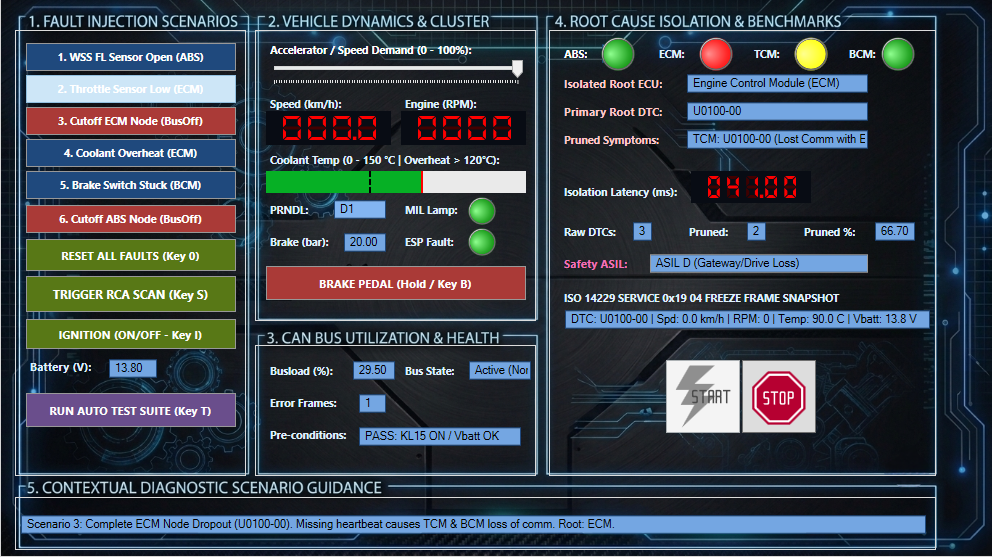 1. FAULT INJECTION SCENARIOS
1. WSS FL Sensor Open (ABS)
2. Throttle Sensor Low (ECM)
3. Cutoff ECM Node (BusOff)
4. Coolant Overheat (ECM)
5. Brake Switch Stuck (BCM)
6. Cutoff ABS Node (BusOff)
RESET ALL FAULTS (Key 0)
TRIGGER RCA SCAN (Key S)
IGNITION (ON/OFF - Key I)
Battery (V): 13.80
RUN AUTO TEST SUITE (Key T)
2. VEHICLE DYNAMICS & CLUSTER
Accelerator / Speed Demand (0 - 100%):
Speed (km/h): Engine (RPM):
000.0 0000
Coolant Temp (0 - 150 °C | Overheat > 120°C):
PRNDL: D1 MIL Lamp:
Brake (bar): 20.00 ESP Fault:
BRAKE PEDAL (Hold / Key B)
3. CAN BUS UTILIZATION & HEALTH
Busload (%): 29.50 Bus State: Active (Nor
Error Frames: 1
Pre-conditions: PASS: KL15 ON / Vbatt OK
4. ROOT CAUSE ISOLATION & BENCHMARKS
ABS: ECM: TCM: BCM:
Isolated Root ECU: Engine Control Module (ECM)
Primary Root DTC: U0100-00
Pruned Symptoms: TCM: U0100-00 (Lost Comm with E
Isolation Latency (ms): 041.00
Raw DTCs: 3 Pruned: 2 Pruned %: 66.70
Safety ASIL: ASIL D (Gateway/Drive Loss)
ISO 14229 SERVICE 0x19 04 FREEZE FRAME SNAPSHOT
DTC: U0100-00 | Spd: 0.0 km/h | RPM: 0 | Temp: 90.0 C | Vbatt: 13.8 V
START STOP
5. CONTEXTUAL DIAGNOSTIC SCENARIO GUIDANCE
Scenario 3: Complete ECM Node Dropout (U0100-00). Missing heartbeat causes TCM & BCM loss of comm. Root: ECM.